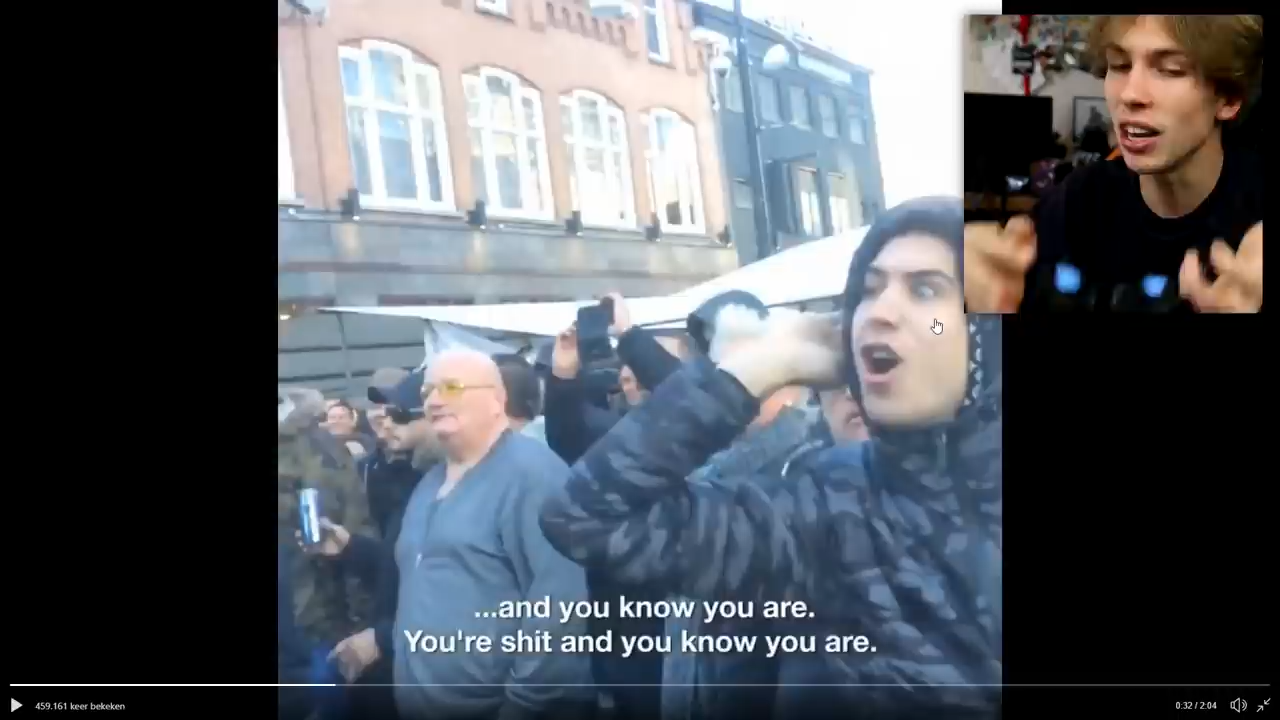 ...and you know you are.
You're shit and you know you are.
459.161 keer bekeken
0:32 / 2:04